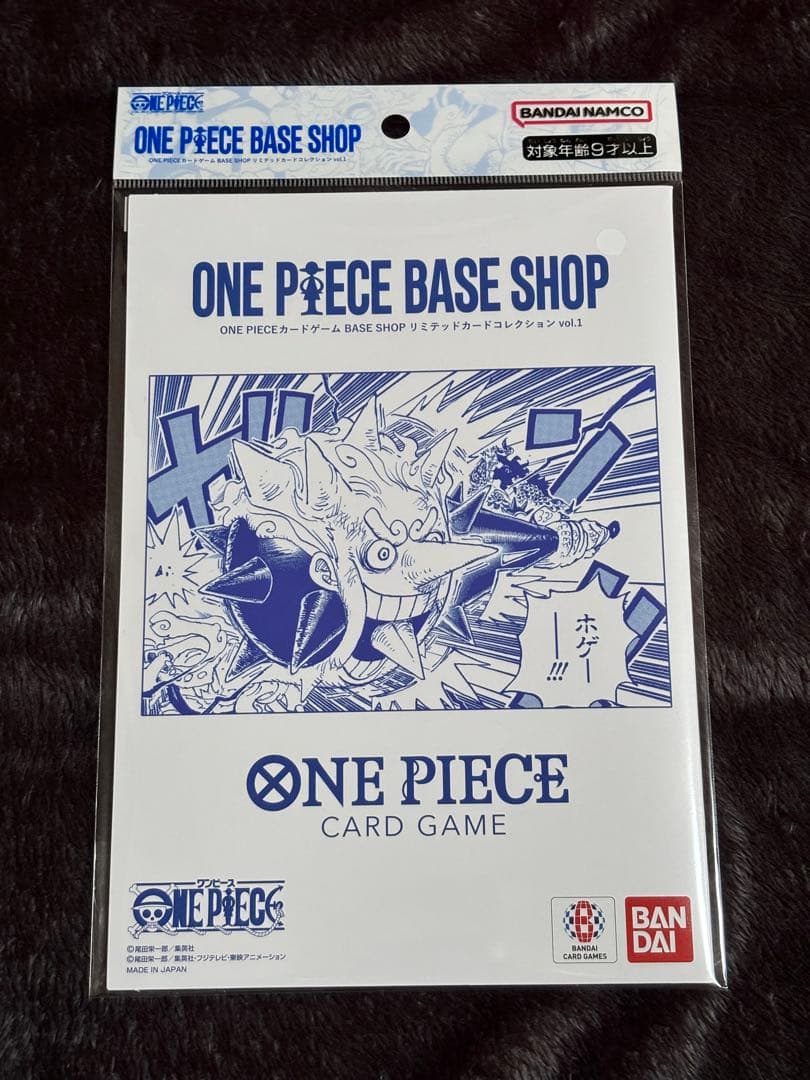 ONE PIECE
BANDAI NAMCO
ONE PIECE BASE SHOP
ONE PIECEカードゲーム BASE SHOP リミテッドカードコレクション vol.1
対象年齢9才以上
ONE PIECE BASE SHOP
ONE PIECEカードゲーム BASE SHOP リミテッドカードコレクション vol.1
ホゲー
ーー!!!
ONE PIECE
CARD GAME
ワンピース
ONE PIECE
©尾田栄一郎/集英社
©尾田栄一郎/集英社・フジテレビ・東映アニメーション
MADE IN JAPAN
BANDAI
CARD GAMES
BAN
DAI